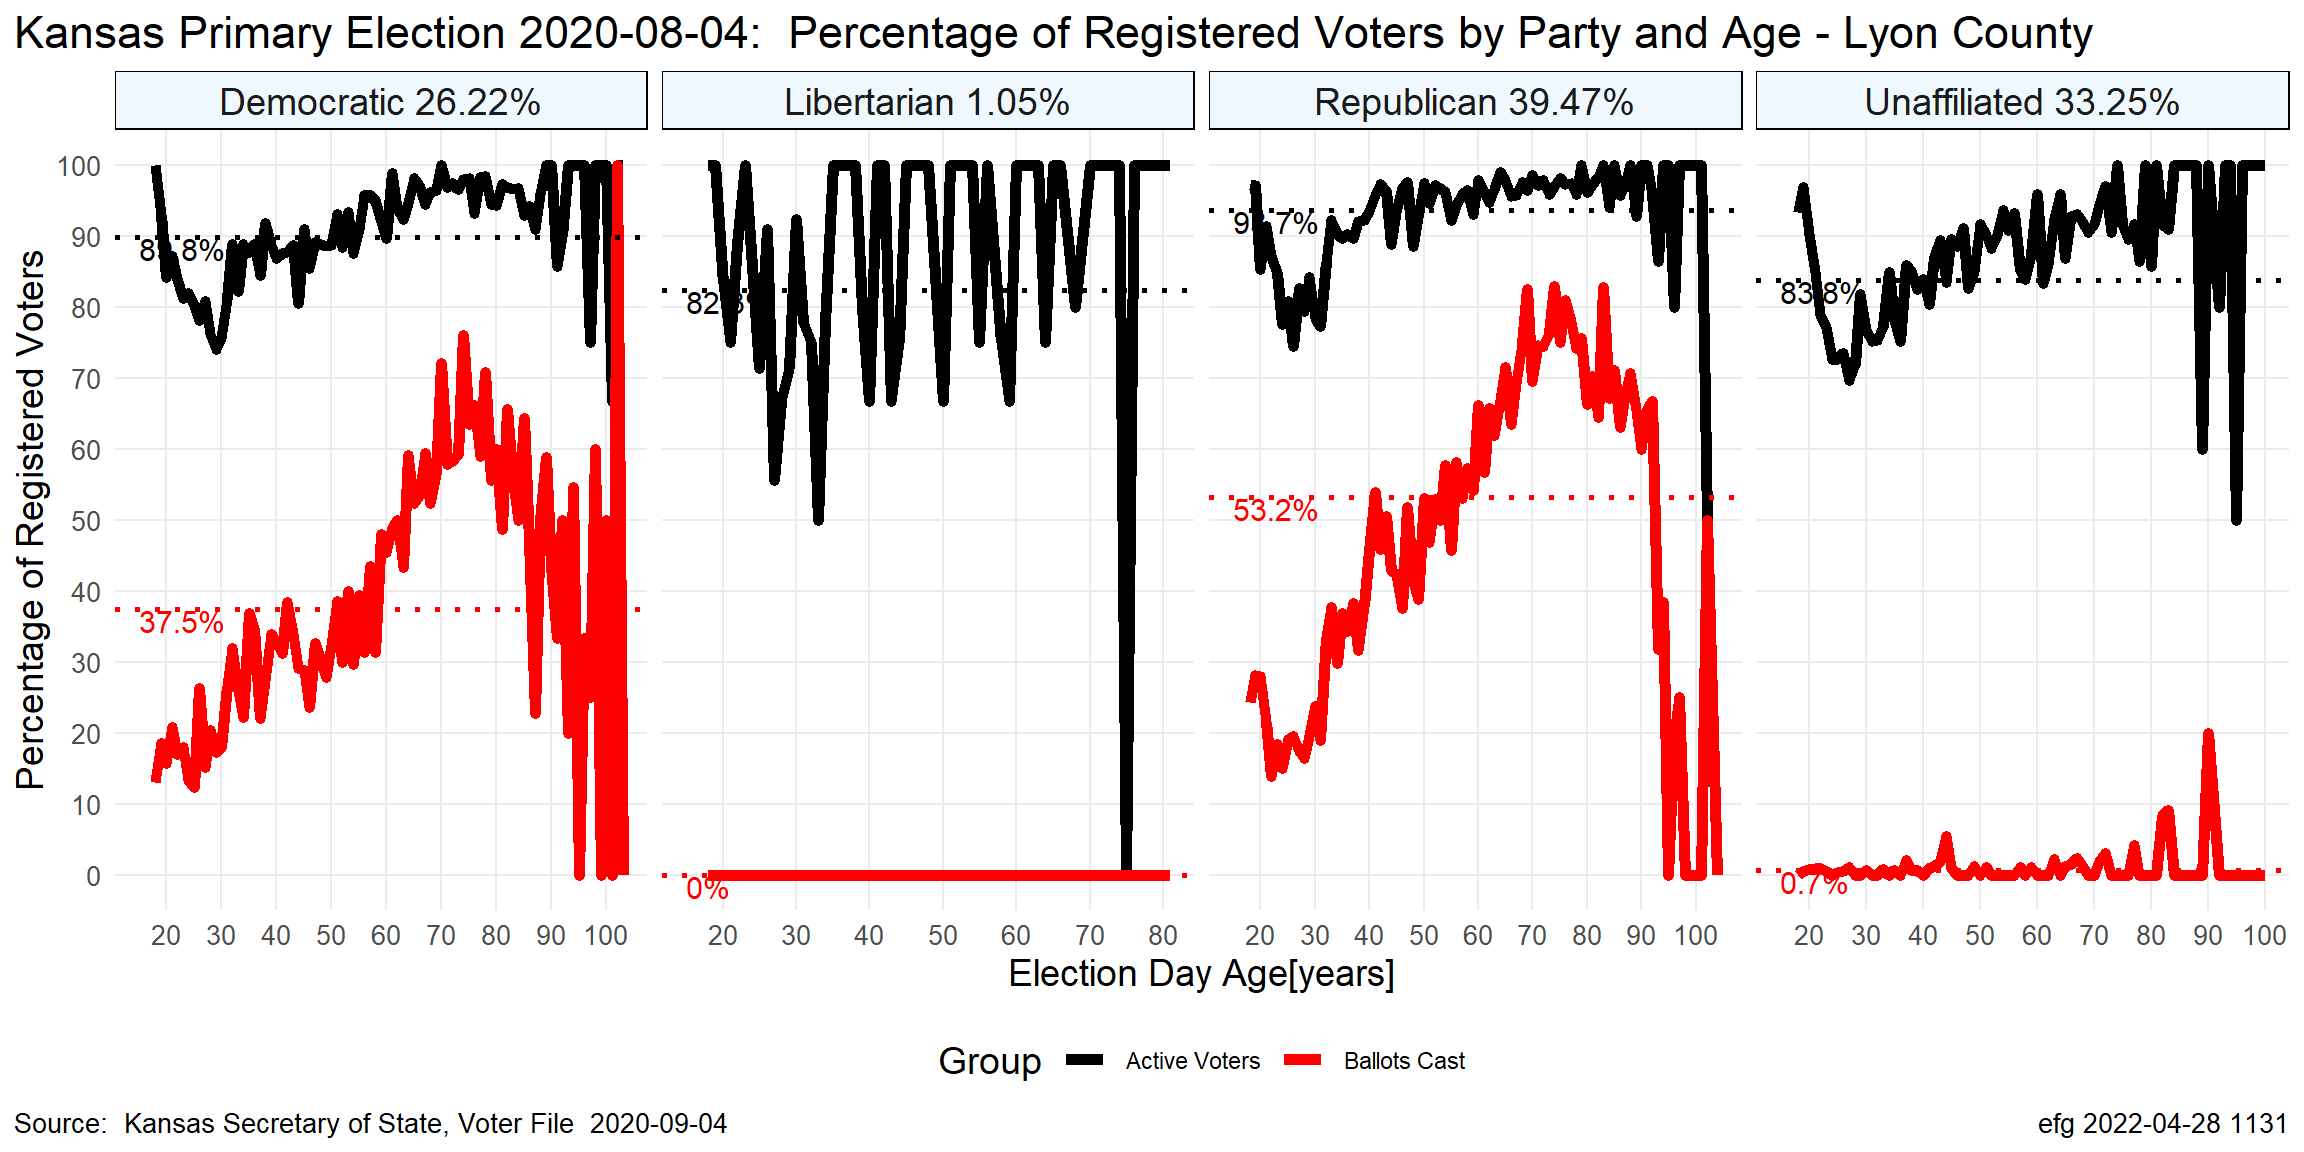 Kansas Primary Election 2020-08-04:  Percentage of Registered Voters by Party and Age - Lyon County
Democratic 26.22%
Libertarian 1.05%
Republican 39.47%
Unaffiliated 33.25%
Percentage of Registered Voters
100
90
80
70
60
50
40
30
20
10
0
37.5%
0%
53.2%
83.8%
0.7%
20 30 40 50 60 70 80 90 100
20 30 40 50 60 70 80
20 30 40 50 60 70 80 90 100
20 30 40 50 60 70 80 90 100
Election Day Age[years]
Group Active Voters Ballots Cast
Source:  Kansas Secretary of State, Voter File  2020-09-04
efg 2022-04-28 1131